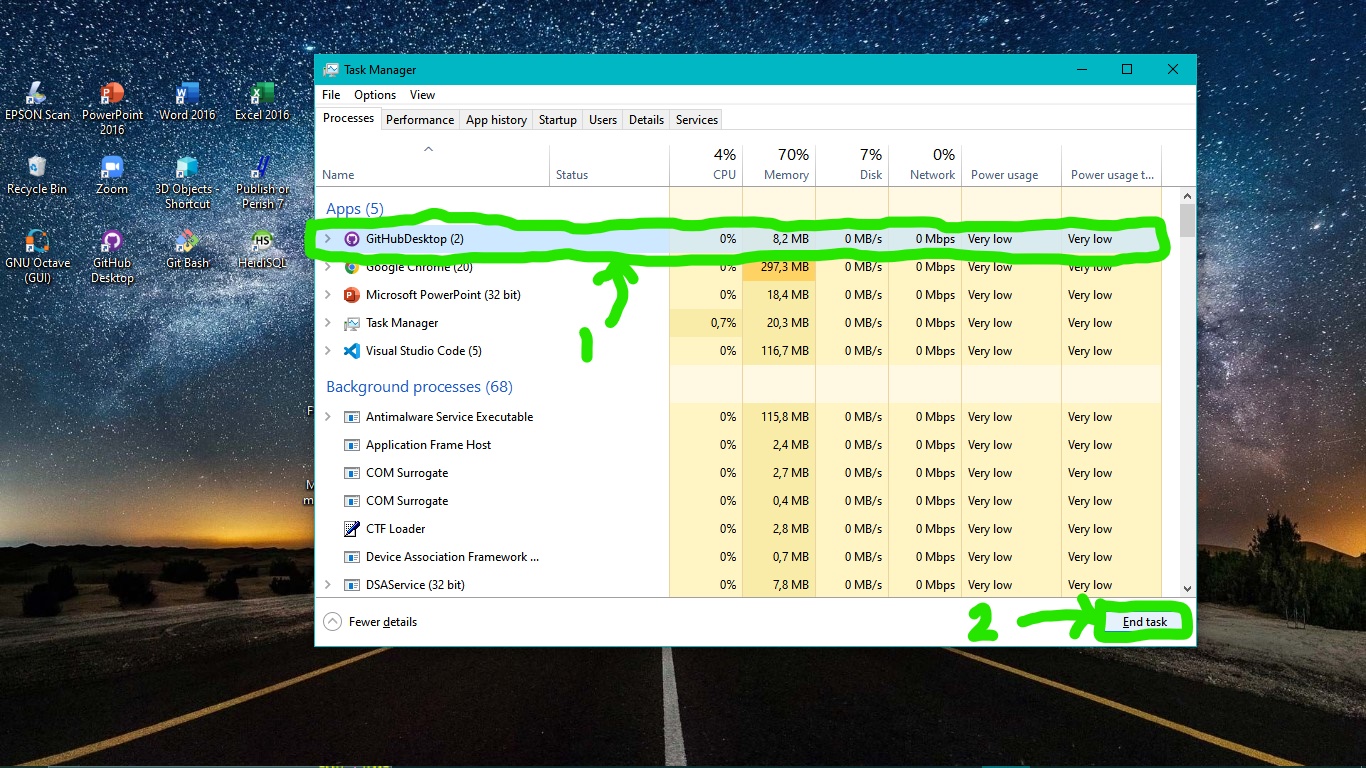 EPSON Scan
PowerPoint 2016
Word 2016
Excel 2016
Recycle Bin
Zoom
3D Objects - Shortcut
Publish or Perish 7
GNU Octave (GUI)
GitHub Desktop
Git Bash
HeidiSQL
Task Manager
File Options View
Processes Performance App history Startup Users Details Services
4% 70% 7% 0%
Name Status CPU Memory Disk Network Power usage Power usage t...
Apps (5)
GitHubDesktop (2) 0% 8,2 MB 0 MB/s 0 Mbps Very low Very low
Google Chrome (20) 0% 297,3 MB 0 MB/s 0 Mbps Very low Very low
Microsoft PowerPoint (32 bit) 0% 18,4 MB 0 MB/s 0 Mbps Very low Very low
1
Task Manager 0,7% 20,3 MB 0 MB/s 0 Mbps Very low Very low
Visual Studio Code (5) 0% 116,7 MB 0 MB/s 0 Mbps Very low Very low
Background processes (68)
Antimalware Service Executable 0% 115,8 MB 0 MB/s 0 Mbps Very low Very low
Application Frame Host 0% 2,4 MB 0 MB/s 0 Mbps Very low Very low
COM Surrogate 0% 2,7 MB 0 MB/s 0 Mbps Very low Very low
COM Surrogate 0% 0,4 MB 0 MB/s 0 Mbps Very low Very low
CTF Loader 0% 2,8 MB 0 MB/s 0 Mbps Very low Very low
Device Association Framework ... 0% 0,7 MB 0 MB/s 0 Mbps Very low Very low
DSAService (32 bit) 0% 7,8 MB 0 MB/s 0 Mbps Very low Very low
Fewer details 2 End task